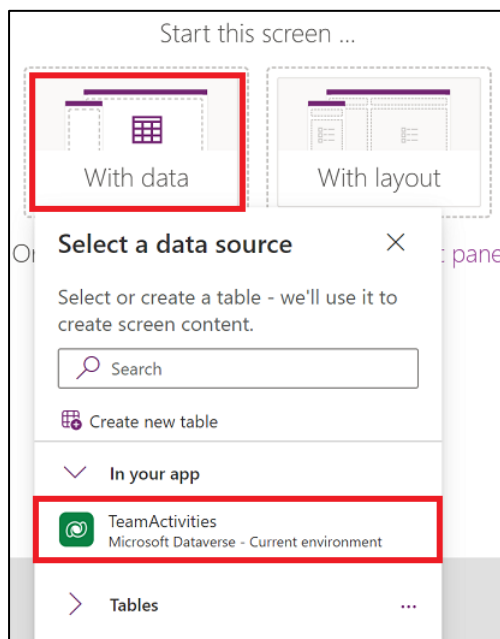 Start this screen ...
With data
With layout
Select a data source
pane
Select or create a table - we'll use it to
create screen content.
Search
Create new table
In your app
TeamActivities
Microsoft Dataverse - Current environment
Tables
...